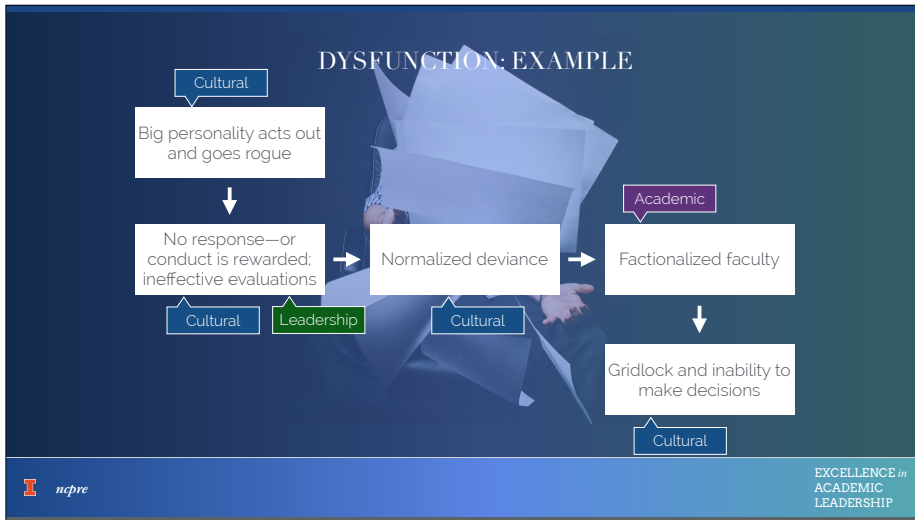 DYSFUNCTION: EXAMPLE
Cultural
Big personality acts out
and goes rogue
No response—or
conduct is rewarded;
ineffective evaluations
Cultural
Leadership
Normalized deviance
Cultural
Academic
Factionalized faculty
Gridlock and inability to
make decisions
Cultural
I
ncpre
EXCELLENCE in
ACADEMIC
LEADERSHIP